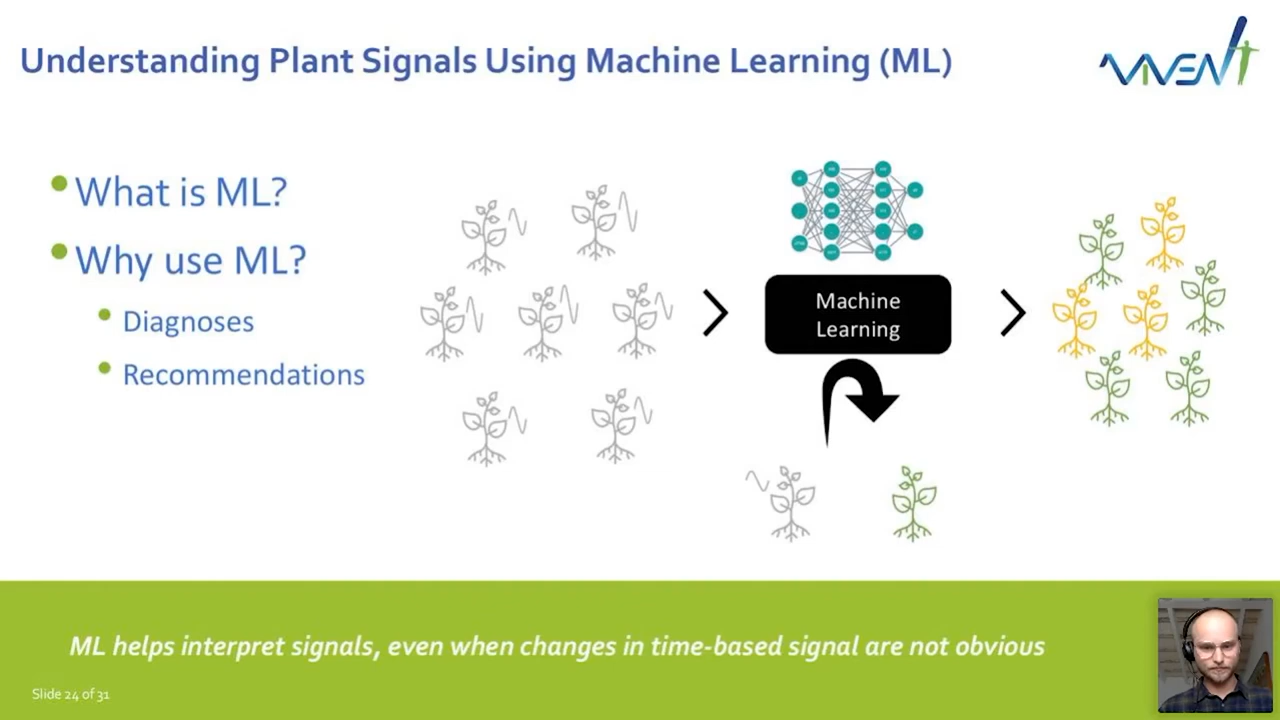 Understanding Plant Signals Using Machine Learning (ML)
VIVENT
What is ML?
Why use ML?
Diagnoses
Recommendations
Machine
Learning
ML helps interpret signals, even when changes in time-based signal are not obvious
Slide 24 of 31